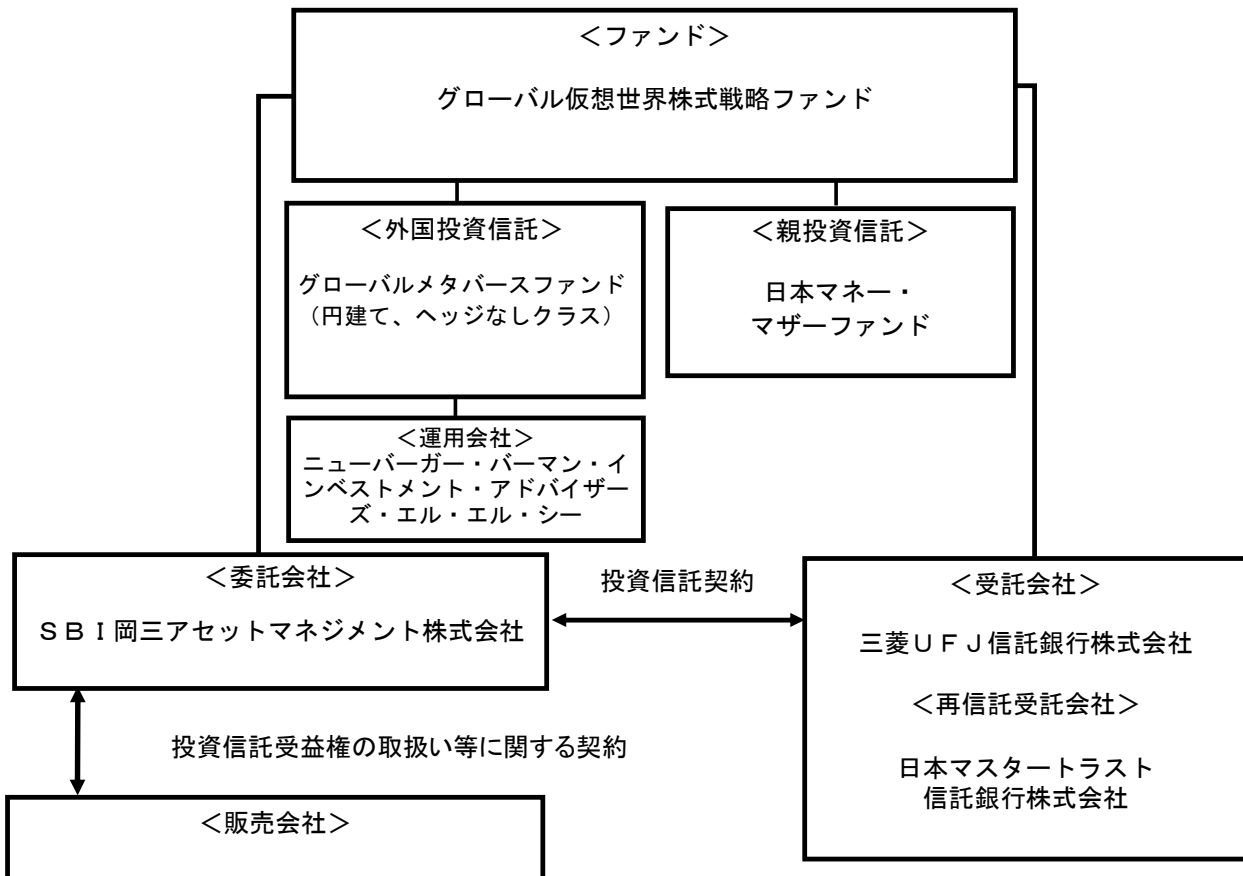 ＜ファンド＞
グローバル仮想世界株式戦略ファンド
＜外国投資信託＞
グローバルメタバースファンド
（円建て、ヘッジなしクラス）
＜親投資信託＞
日本マネー・
マザーファンド
＜運用会社＞
ニューバーガー・バーマン・イ
ンベストメント・アドバイザー
ズ・エル・エル・シー
＜委託会社＞
ＳＢＩ岡三アセットマネジメント株式会社
投資信託契約
＜受託会社＞
三菱ＵＦＪ信託銀行株式会社
＜再信託受託会社＞
日本マスタートラスト
信託銀行株式会社
投資信託受益権の取扱い等に関する契約
＜販売会社＞